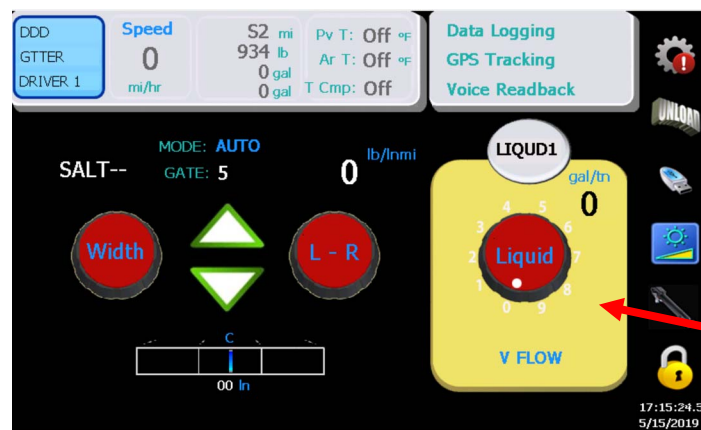 DDD
GTTER
DRIVER 1
Speed
0
mi/hr
S2 mi
934 lb
0 gal
0 gal
Pv T: Off ºF
Ar T: Off ºF
T Cmp: Off
Data Logging
GPS Tracking
Voice Readback
UNLOAD
MODE: AUTO
SALT-- GATE: 5
0 lb/lnmi
LIQUD1
gal/tn
0
Width
L - R
Liquid
0 1 2 3 4 5 6 7 8 9
V FLOW
C
00 In
17:15:24.5
5/15/2019